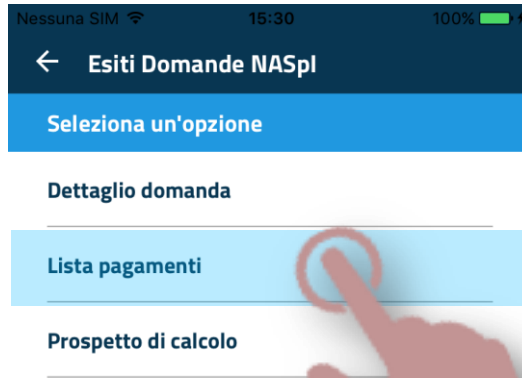 Nessuna SIM 15:30 100%
Esiti Domande NASpI
Seleziona un'opzione
Dettaglio domanda
Lista pagamenti
Prospetto di calcolo